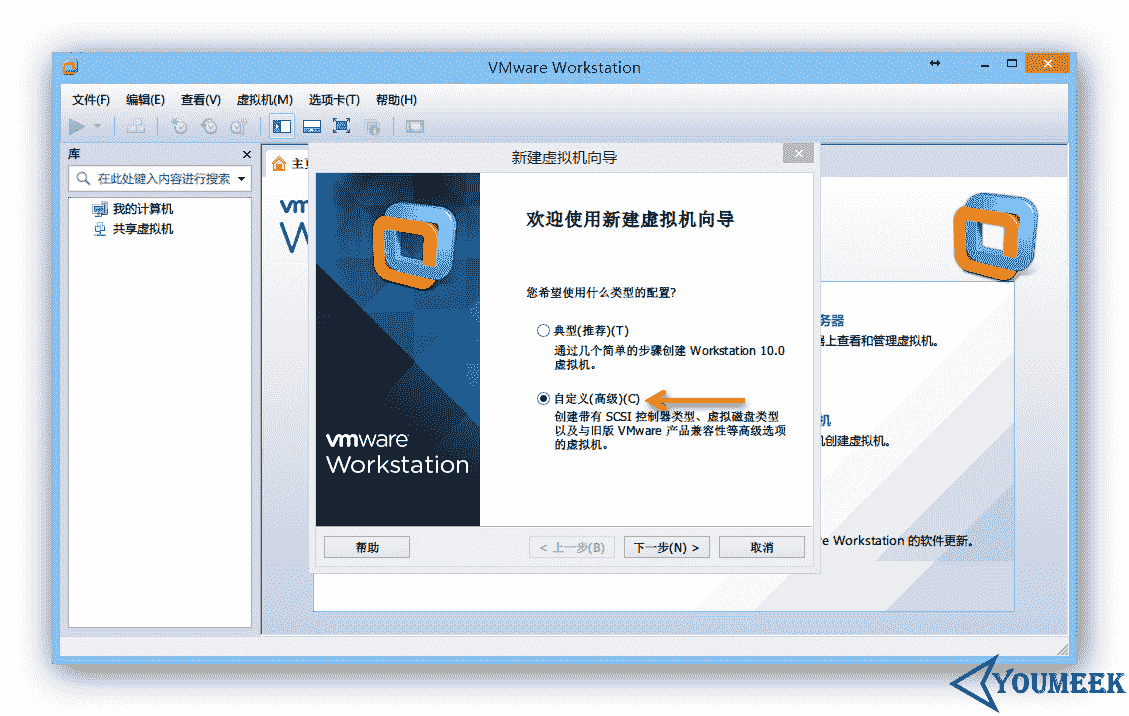 VMware Workstation
文件(F) 编辑(E) 查看(V) 虚拟机(M) 选项卡(T) 帮助(H)
库
在此处键入内容进行搜索
我的计算机
共享虚拟机
主
vm
W
新建虚拟机向导
欢迎使用新建虚拟机向导
您希望使用什么类型的配置?
典型(推荐)(T)
通过几个简单的步骤创建 Workstation 10.0
虚拟机。
自定义(高级)(C)
创建带有 SCSI 控制器类型、虚拟磁盘类型
以及与旧版 VMware 产品兼容性等高级选项
的虚拟机。
vmware
Workstation
帮助
< 上一步(B)
下一步(N) >
取消
务器
器上查看和管理虚拟机。
机
机创建虚拟机。
re Workstation 的软件更新。
YOUMEEK